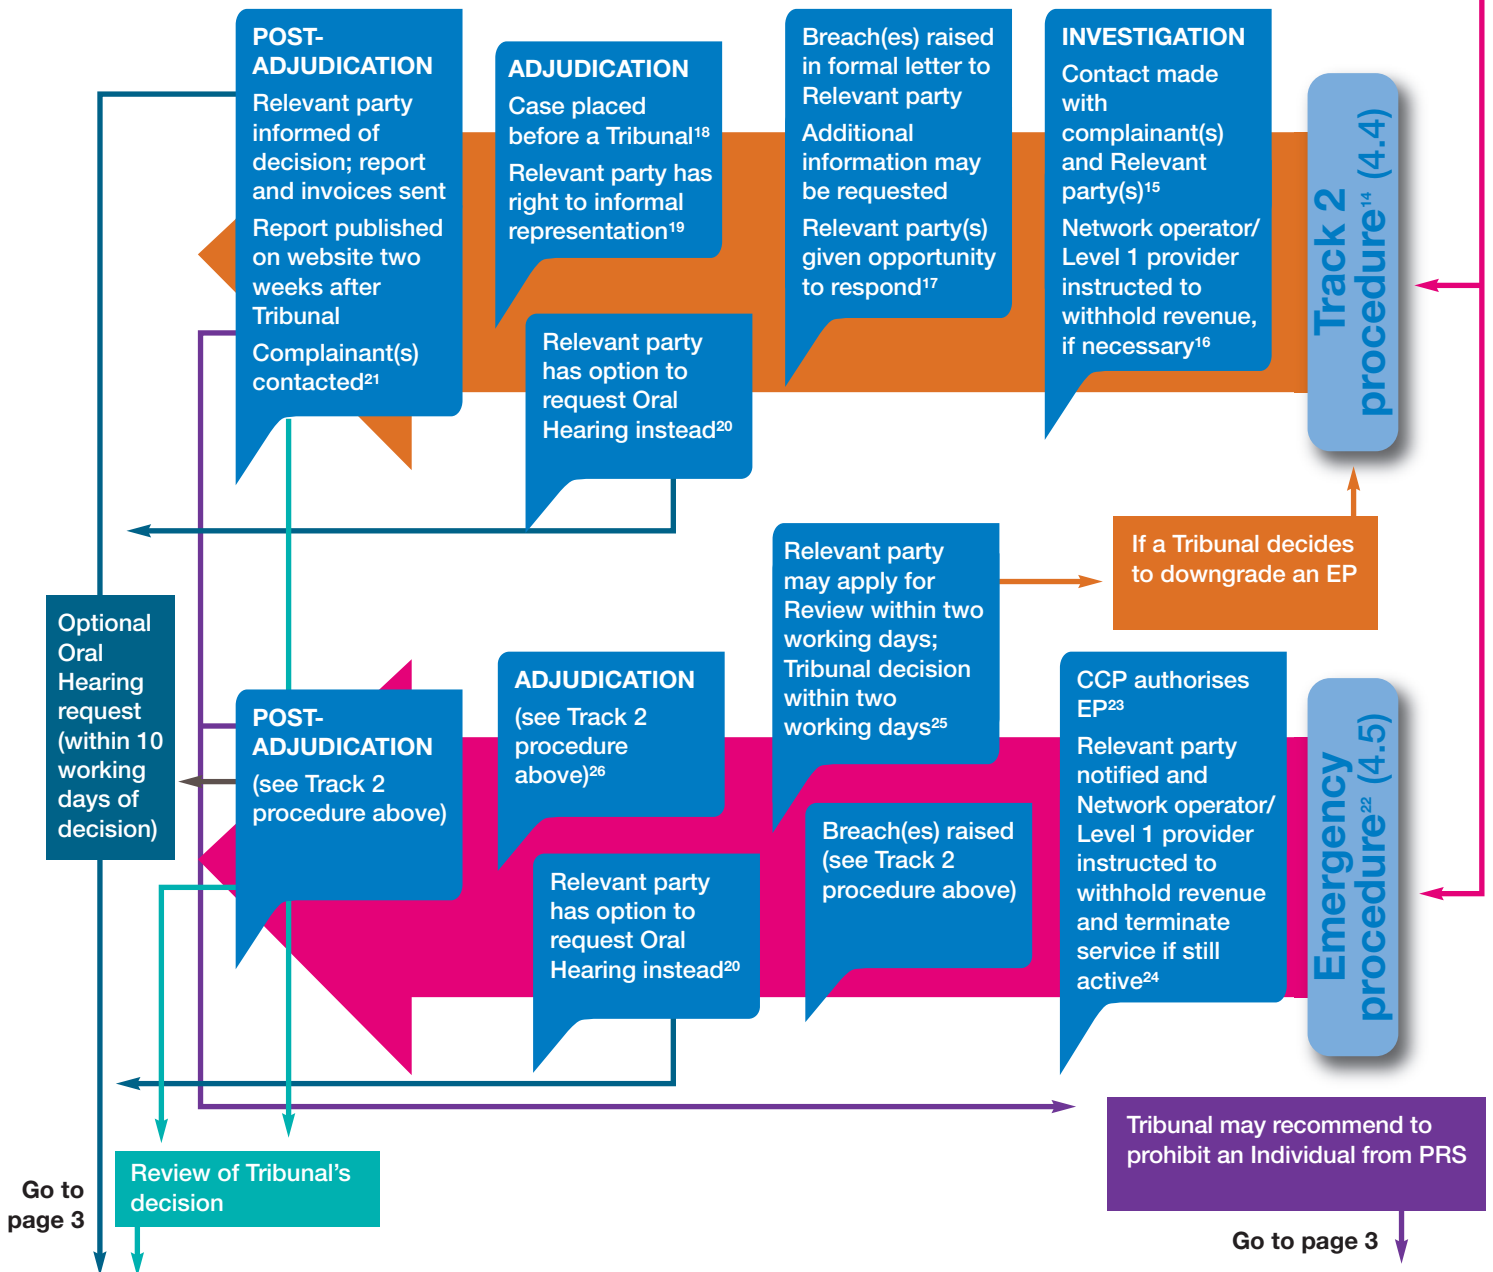 POST-
ADJUDICATION
Relevant party
informed of
decision; report
and invoices sent
Report published
on website two
weeks after
Tribunal
Complainant(s)
contacted²¹
ADJUDICATION
Case placed
before a Tribunal¹⁸
Relevant party has
right to informal
representation¹⁹
Relevant party
has option to
request Oral
Hearing instead²⁰
Breach(es) raised
in formal letter to
Relevant party
Additional
information may
be requested
Relevant party(s)
given opportunity
to respond¹⁷
INVESTIGATION
Contact made
with
complainant(s)
and Relevant
party(s)¹⁵
Network operator/
Level 1 provider
instructed to
withhold revenue,
if necessary¹⁶
Track 2
procedure¹⁴ (4.4)
If a Tribunal decides
to downgrade an EP
Optional
Oral
Hearing
request
(within 10
working
days of
decision)
POST-
ADJUDICATION
(see Track 2
procedure above)
ADJUDICATION
(see Track 2
procedure
above)²⁶
Relevant party
has option to
request Oral
Hearing instead²⁰
Relevant party
may apply for
Review within two
working days;
Tribunal decision
within two
working days²⁵
Breach(es) raised
(see Track 2
procedure above)
CCP authorises
EP²³
Relevant party
notified and
Network operator/
Level 1 provider
instructed to
withhold revenue
and terminate
service if still
active²⁴
Emergency
procedure²² (4.5)
Tribunal may recommend to
prohibit an Individual from PRS
Review of Tribunal’s
decision
Go to
page 3
Go to page 3